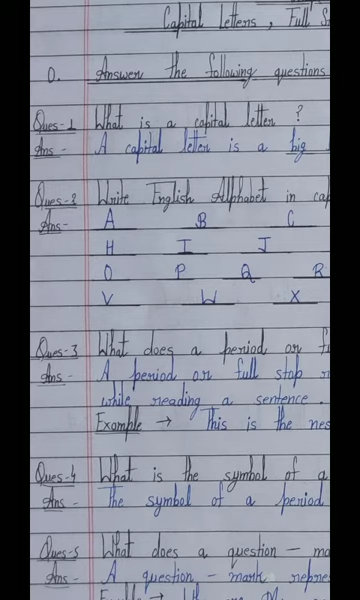 Capital Letters, Full S
Q. Answer the following questions
Ques-1 What is a capital letter ?
Ans - A capital letter is a big
Ques-2 Write English Alphabet in cap
Ans- A B C
H I J
O P Q R
V W X
Ques-3 What does a period or fu
Ans - A period or full stop
while reading a sentence.
Example → This is the nes
Ques-4 What is the symbol of a
Ans - The symbol of a period
Ques-5 What does a question - ma
Ans - A question - mark repres